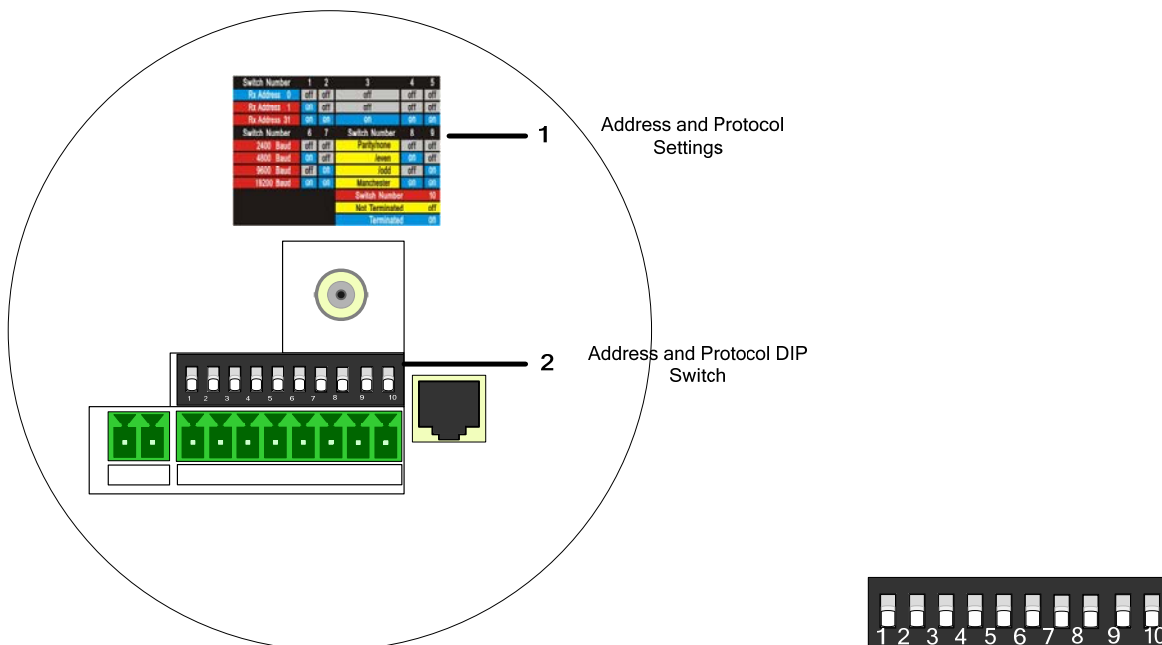 Switch Number 1 2 3 4 5
Rx Address 0 off off off off off
Rx Address 1 on off off off off
Rx Address 31 on on on on on
Switch Number 6 7 Switch Number 8 9
2400 Baud off off Parity/none off off
4800 Baud on off /even on off
9600 Baud off on /odd off on
19200 Baud on on Manchester on on
Switch Number 10
Not Terminated off
Terminated on
1
Address and Protocol
Settings
2
Address and Protocol DIP
Switch
1 2 3 4 5 6 7 8 9 10
1 2 3 4 5 6 7 8 9 10